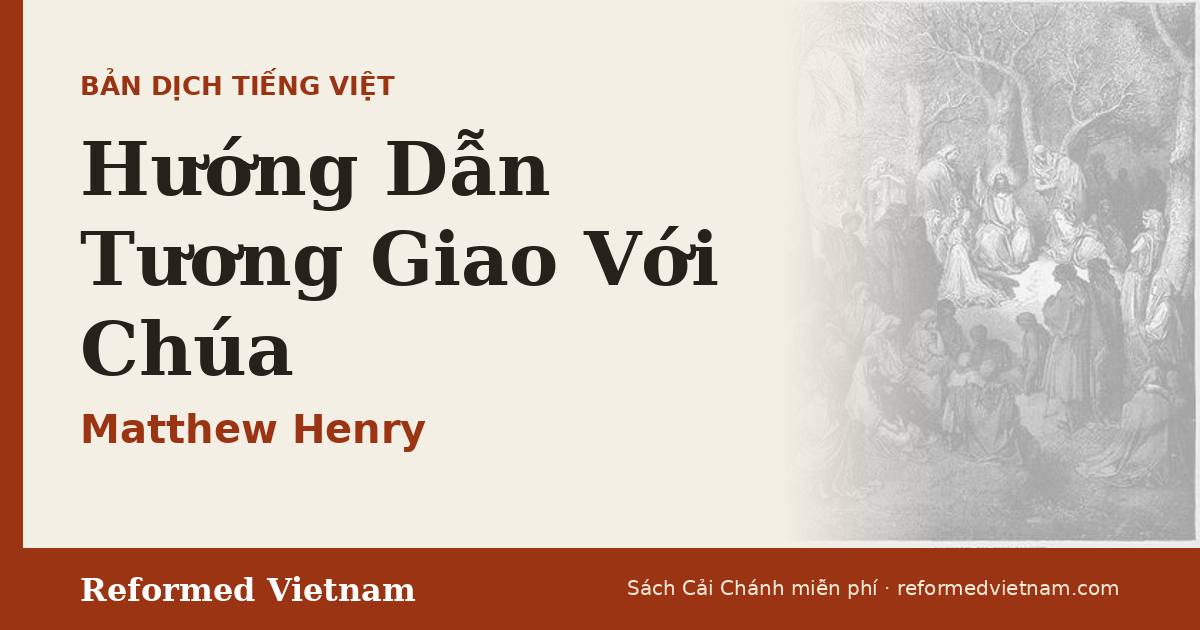 BẢN DỊCH TIẾNG VIỆT
Hướng Dẫn
Tương Giao Với
Chúa
Matthew Henry
Reformed Vietnam
Sách Cải Chánh miễn phí · reformedvietnam.com